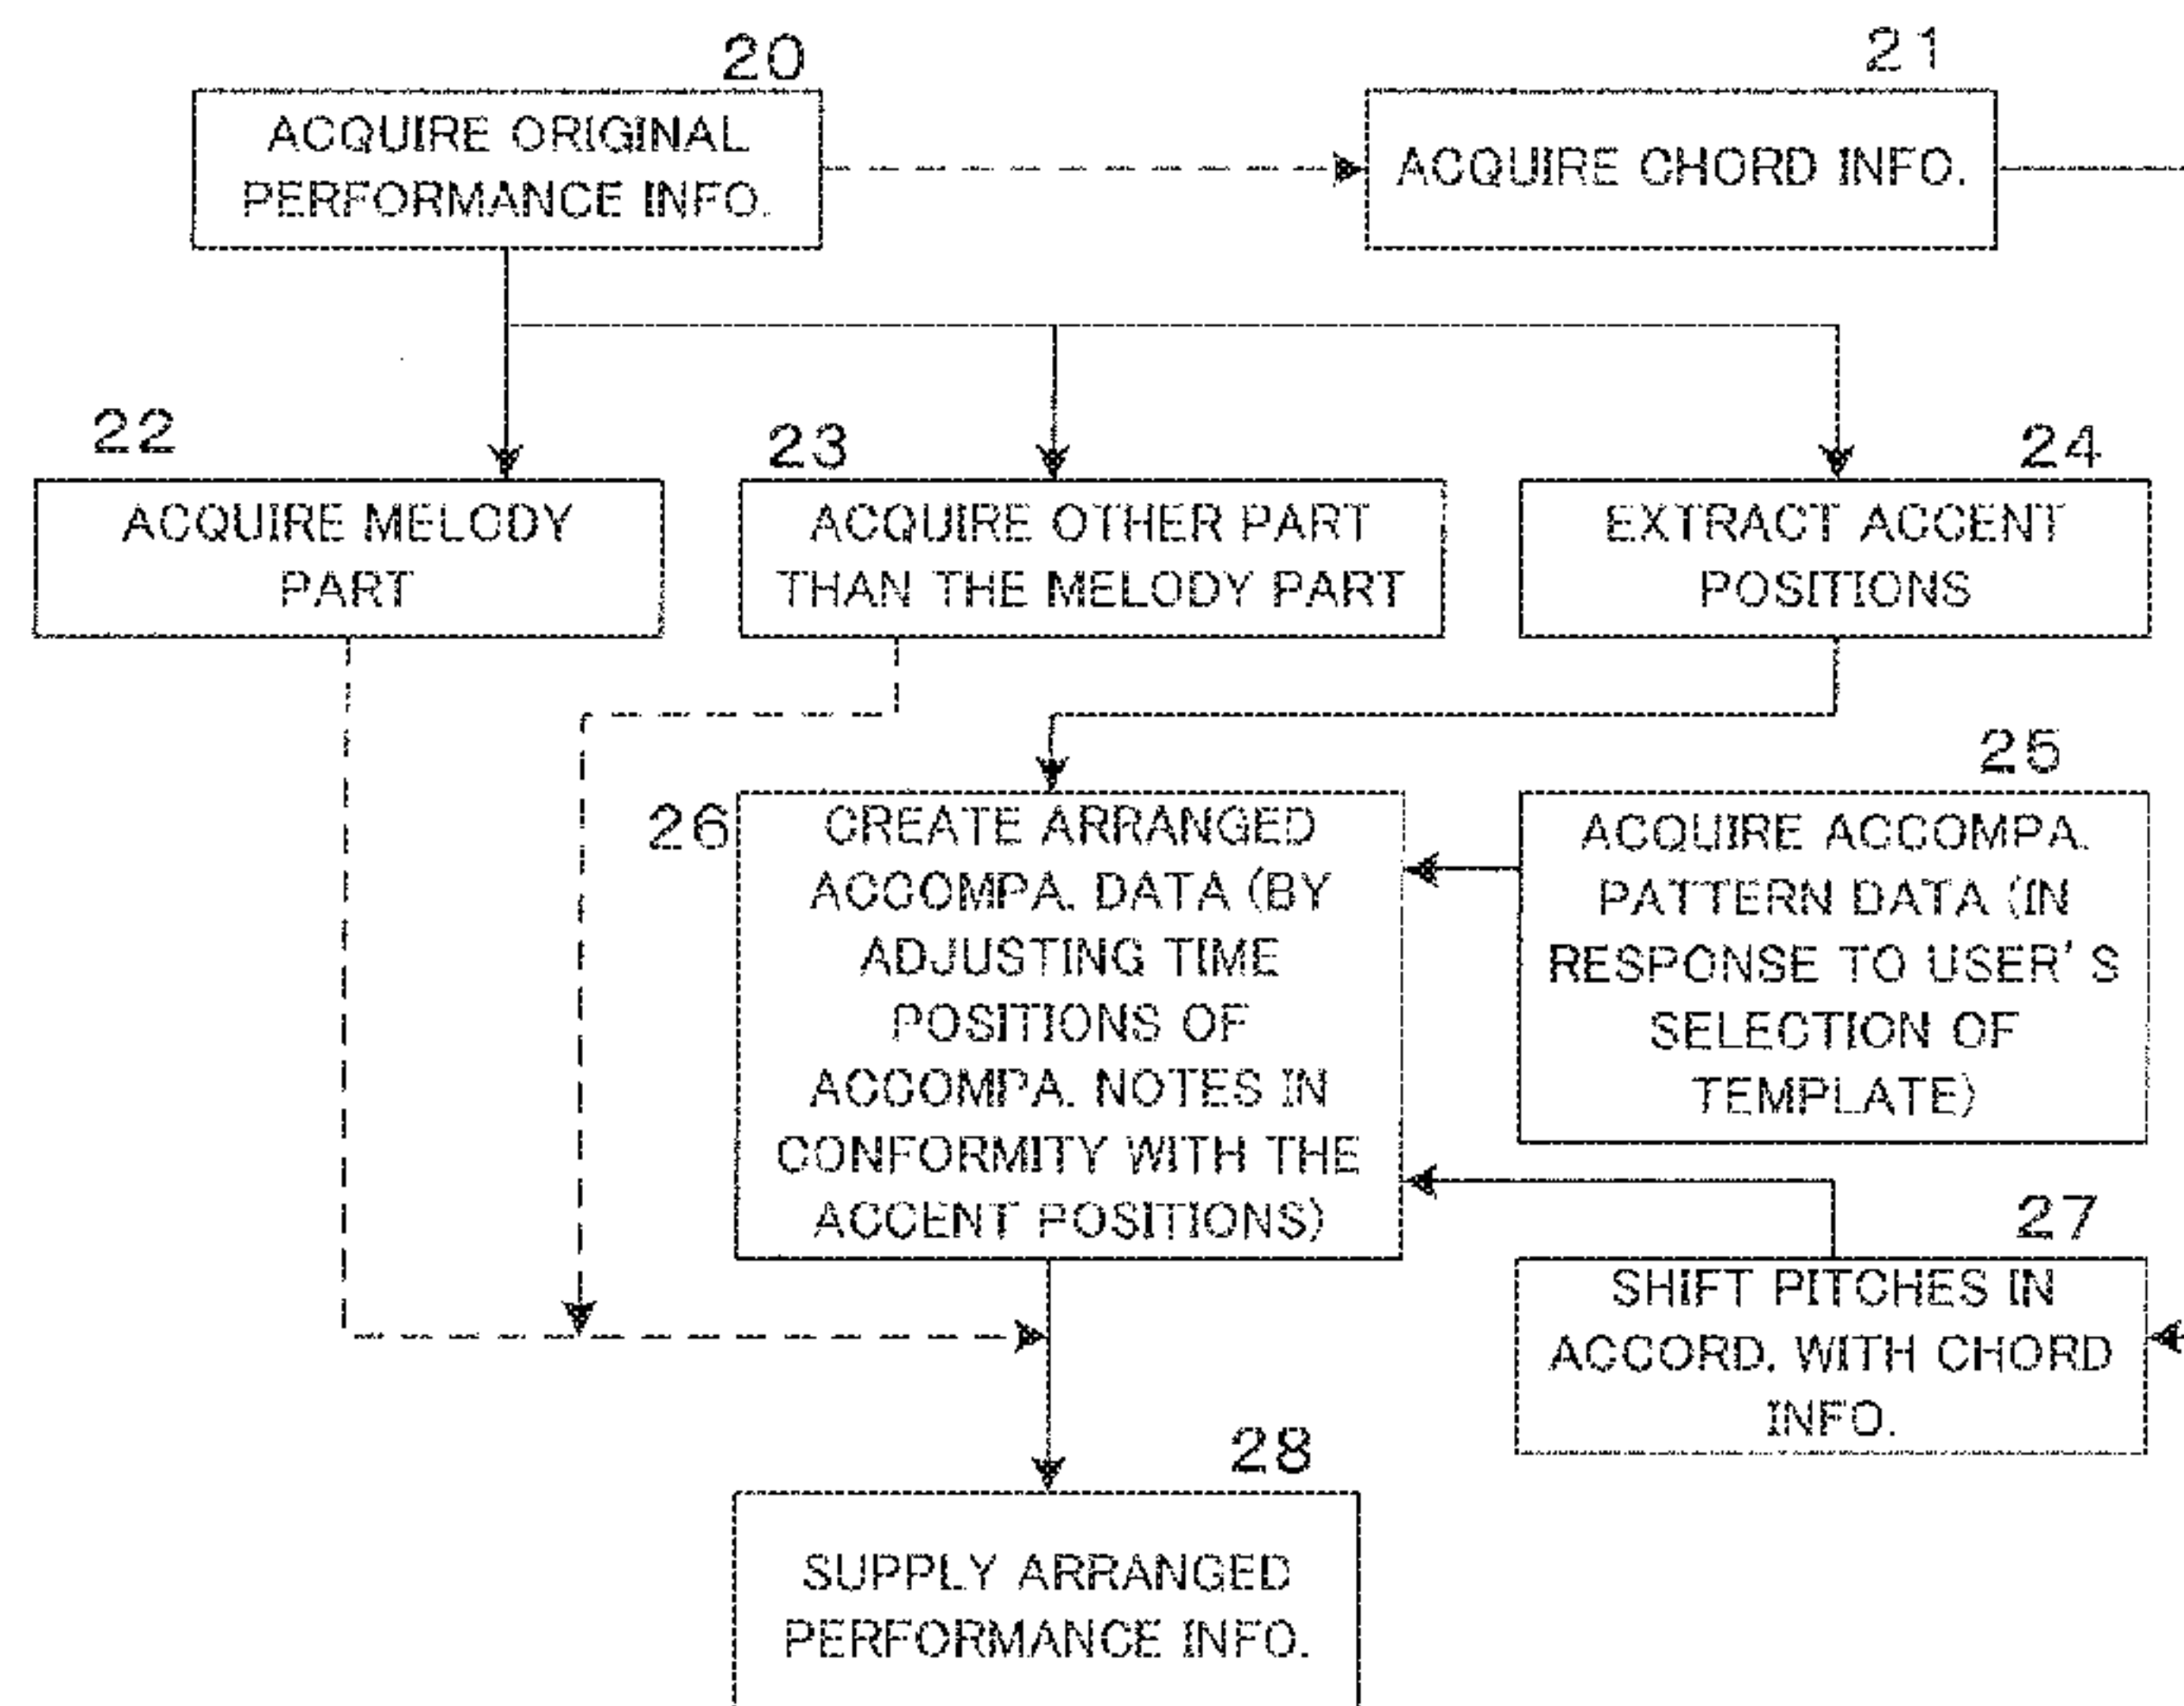 20
ACQUIRE ORIGINAL
PERFORMANCE INFO.
21
ACQUIRE CHORD INFO.
22
ACQUIRE MELODY
PART
23
ACQUIRE OTHER PART
THAN THE MELODY PART
24
EXTRACT ACCENT
POSITIONS
25
ACQUIRE ACCOMPA.
PATTERN DATA (IN
RESPONSE TO USER'S
SELECTION OF
TEMPLATE)
26
CREATE ARRANGED
ACCOMPA. DATA (BY
ADJUSTING TIME
POSITIONS OF
ACCOMPA. NOTES IN
CONFORMITY WITH THE
ACCENT POSITIONS)
27
SHIFT PITCHES IN
ACCORD. WITH CHORD
INFO.
28
SUPPLY ARRANGED
PERFORMANCE INFO.